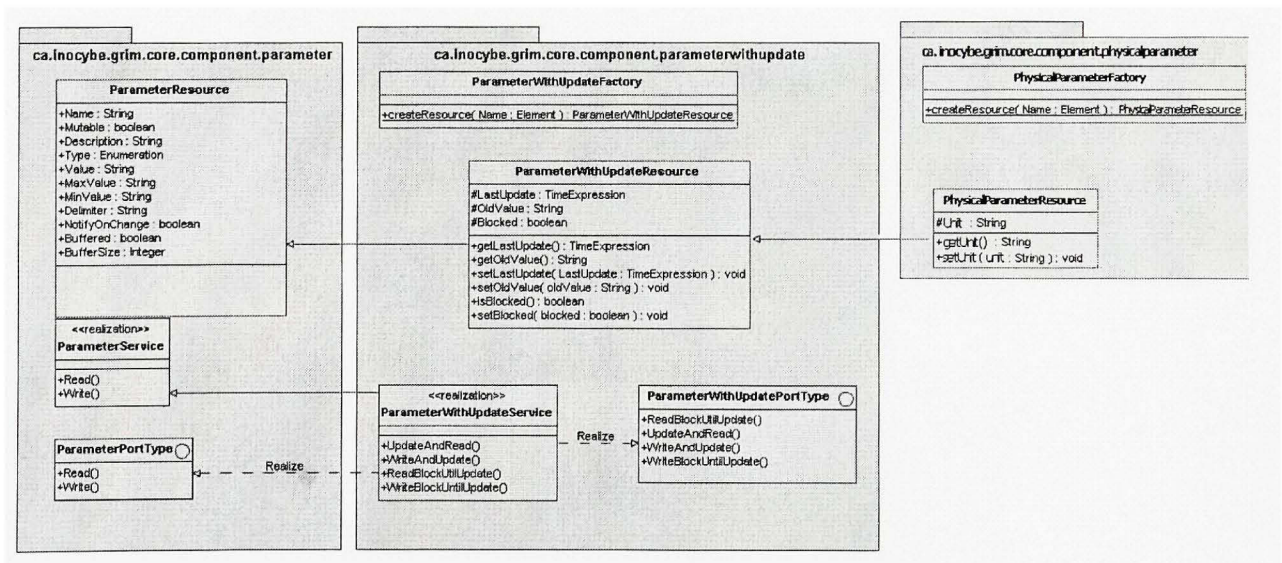 ca.inocybe.grim.core.component.parameter
ParameterResource
+Name : String
+Mutable : boolean
+Description : String
+Type : Enumeration
+Value : String
+MaxValue : String
+MinValue : String
+Delimiter : String
+NotifyOnChange : boolean
+Buffered : boolean
+BufferSize : Integer
<<realization>>
ParameterService
+Read()
+Write()
ParameterPortType
+Read()
+Write()
Realize
ca.inocybe.grim.core.component.parameterwithupdate
ParameterWithUpdateFactory
+createResource( Name : Element ) : ParameterWithUpdateResource
ParameterWithUpdateResource
#LastUpdate : TimeExpression
#OldValue : String
#Blocked : boolean
+getLastUpdate() : TimeExpression
+getOldValue() : String
+setLastUpdate( LastUpdate : TimeExpression ) : void
+setOldValue( oldValue : String ) : void
+isBlocked() : boolean
+setBlocked( blocked : boolean ) : void
<<realization>>
ParameterWithUpdateService
+UpdateAndRead()
+WriteAndUpdate()
+ReadBlockUtilUpdate()
+WriteBlockUntilUpdate()
Realize
ParameterWithUpdatePortType
+ReadBlockUtilUpdate()
+UpdateAndRead()
+WriteAndUpdate()
+WriteBlockUntilUpdate()
ca.inocybe.grim.core.component.physicalparameter
PhysicalParameterFactory
+createResource( Name : Element ) : PhysicalParameterResource
PhysicalParameterResource
#Unit : String
+getUnit() : String
+setUnit ( unit : String ) : void